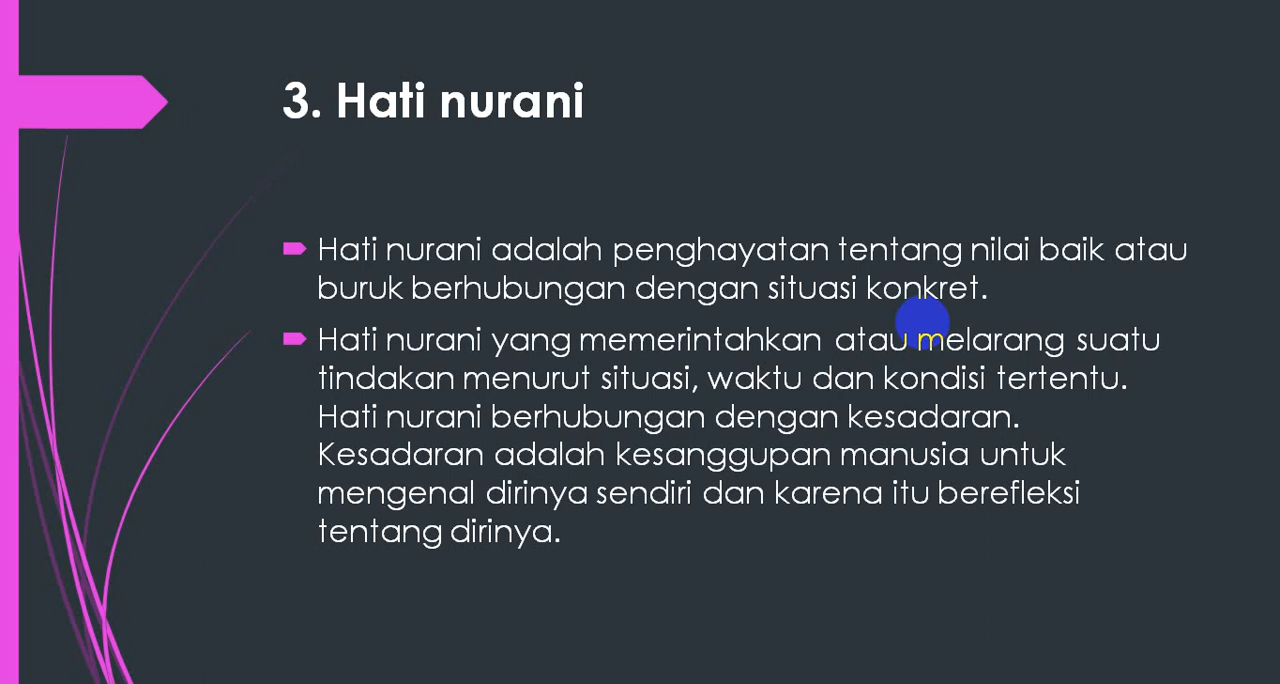 3. Hati nurani
Hati nurani adalah penghayatan tentang nilai baik atau
buruk berhubungan dengan situasi konkret.
Hati nurani yang memerintahkan atau melarang suatu
tindakan menurut situasi, waktu dan kondisi tertentu.
Hati nurani berhubungan dengan kesadaran.
Kesadaran adalah kesanggupan manusia untuk
mengenal dirinya sendiri dan karena itu berefleksi
tentang dirinya.